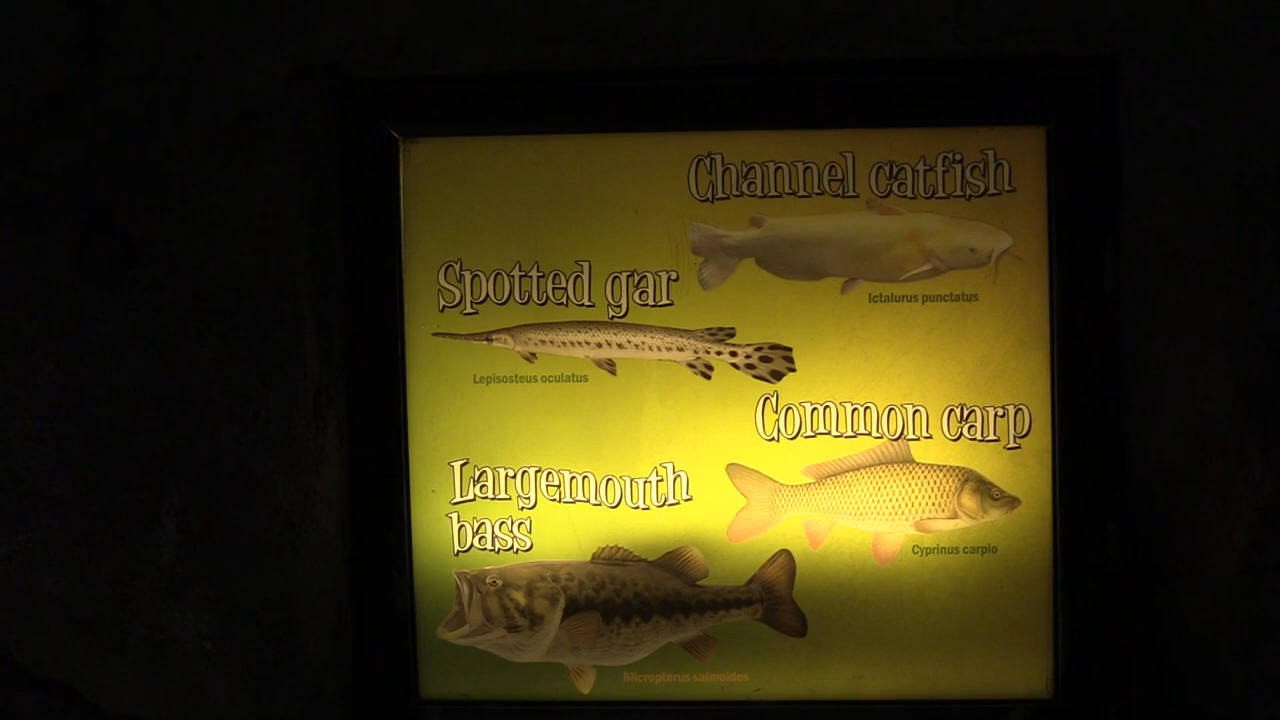 Channel catfish
Ictalurus punctatus
Spotted gar
Lepisosteus oculatus
Common carp
Cyprinus carpio
Largemouth
bass
Micropterus salmoides